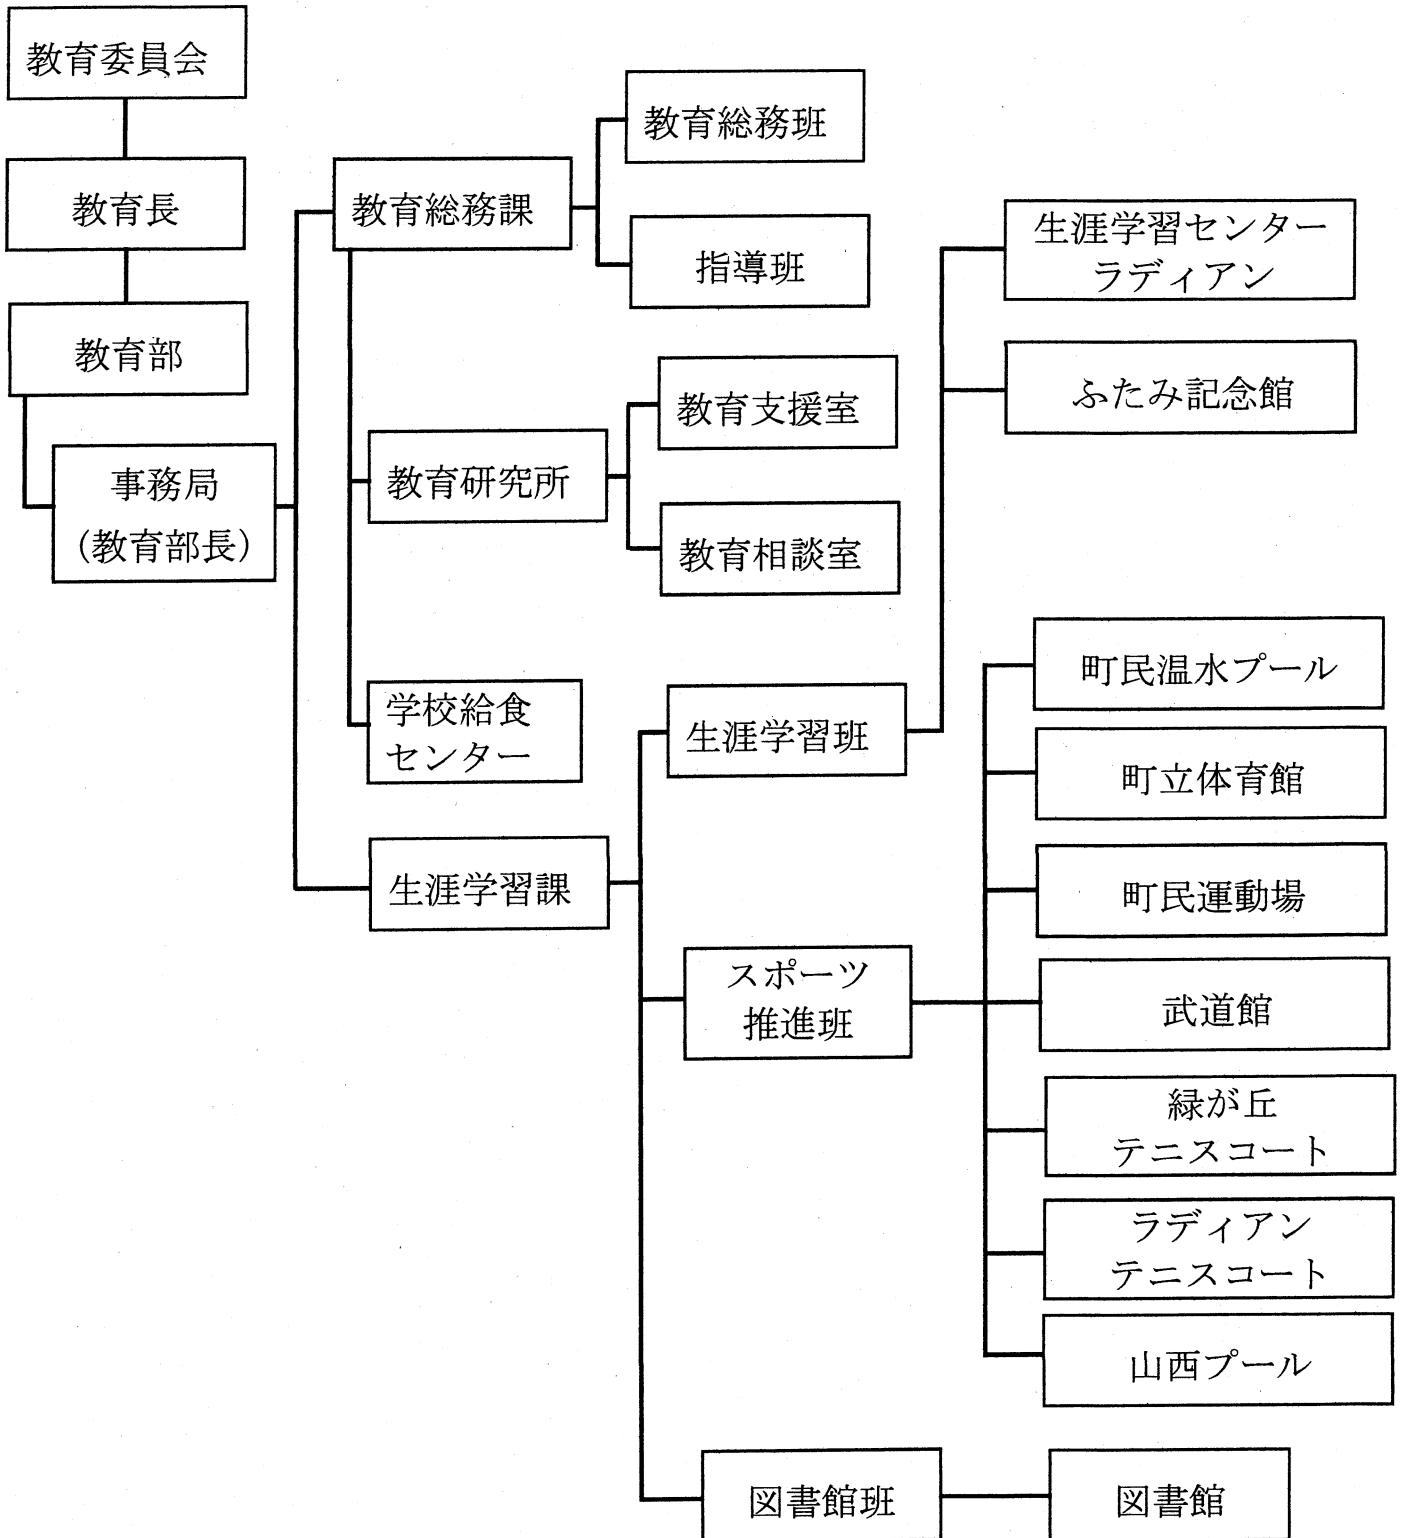 教育委員会
教育長
教育部
事務局
（教育部長）
教育総務課
教育総務班
指導班
教育研究所
教育支援室
教育相談室
学校給食
センター
生涯学習課
生涯学習班
生涯学習センター
ラディアン
ふたみ記念館
スポーツ
推進班
町民温水プール
町立体育館
町民運動場
武道館
緑が丘
テニスコート
ラディアン
テニスコート
山西プール
図書館班
図書館